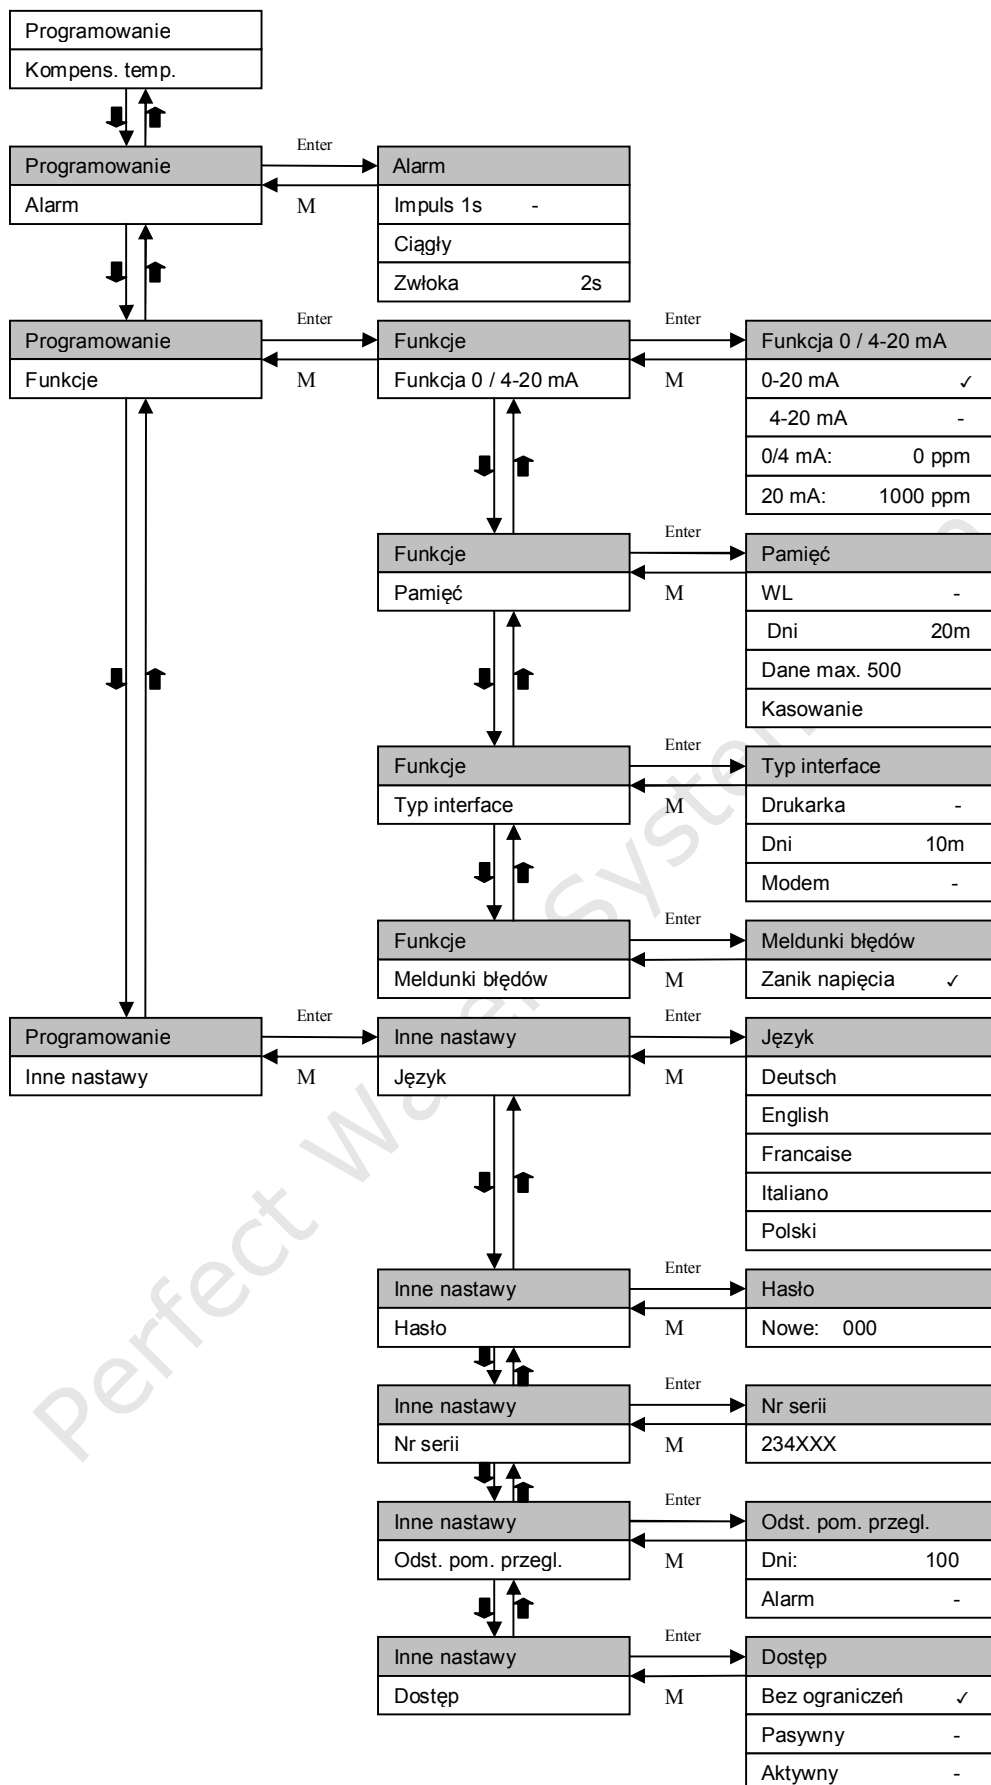 Programowanie
Kompens. temp.
Programowanie
Alarm
Enter
M
Alarm
Impuls 1s -
Ciągły
Zwłoka 2s
Programowanie
Funkcje
Enter
M
Funkcje
Funkcja 0 / 4-20 mA
Enter
M
Funkcja 0 / 4-20 mA
0-20 mA ✓
4-20 mA -
0/4 mA: 0 ppm
20 mA: 1000 ppm
Funkcje
Pamięć
Enter
M
Pamięć
WL -
Dni 20m
Dane max. 500
Kasowanie
Funkcje
Typ interface
Enter
M
Typ interface
Drukarka -
Dni 10m
Modem -
Funkcje
Meldunki błędów
Enter
M
Meldunki błędów
Zanik napięcia ✓
Programowanie
Inne nastawy
Enter
M
Inne nastawy
Język
Enter
M
Język
Deutsch
English
Francaise
Italiano
Polski
Inne nastawy
Hasło
Enter
M
Hasło
Nowe: 000
Inne nastawy
Nr serii
Enter
M
Nr serii
234XXX
Inne nastawy
Odst. pom. przegl.
Enter
M
Odst. pom. przegl.
Dni: 100
Alarm -
Inne nastawy
Dostęp
Enter
M
Dostęp
Bez ograniczeń ✓
Pasywny -
Aktywny -
Perfect Water System